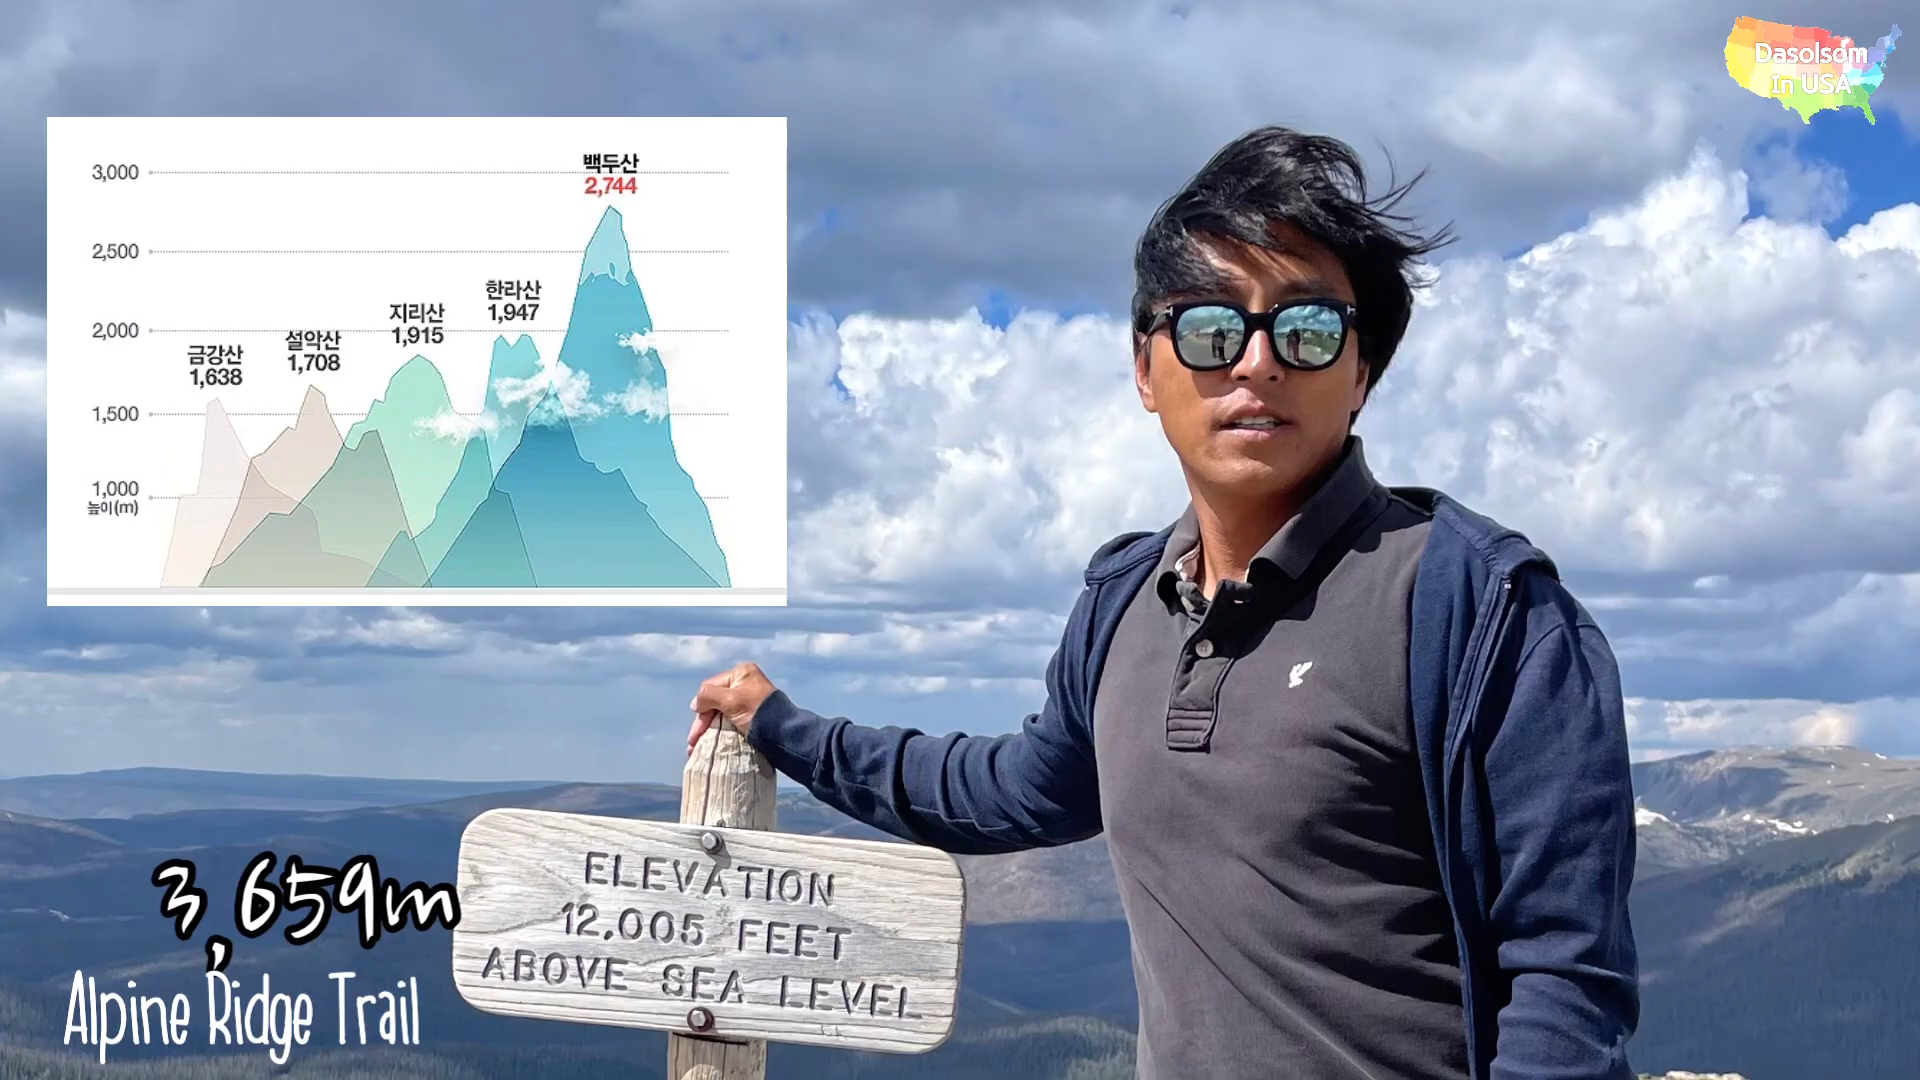 Dasolsom
In USA
3,000
2,500
2,000
1,500
1,000
높이(m)
금강산
1,638
설악산
1,708
지리산
1,915
한라산
1,947
백두산
2,744
3,659m
Alpine Ridge Trail
ELEVATION
12,005 FEET
ABOVE SEA LEVEL